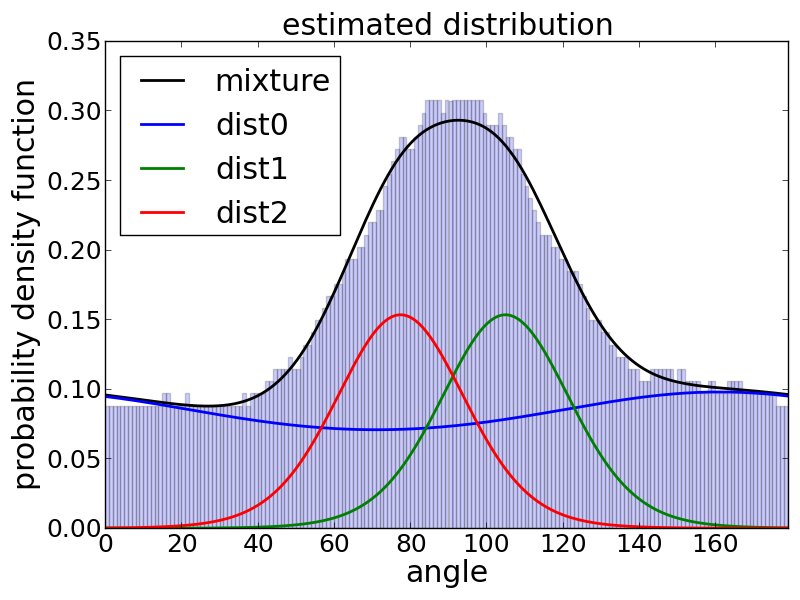 estimated distribution
probability density function
0.35
0.30
0.25
0.20
0.15
0.10
0.05
0.00
mixture
dist0
dist1
dist2
0 20 40 60 80 100 120 140 160
angle